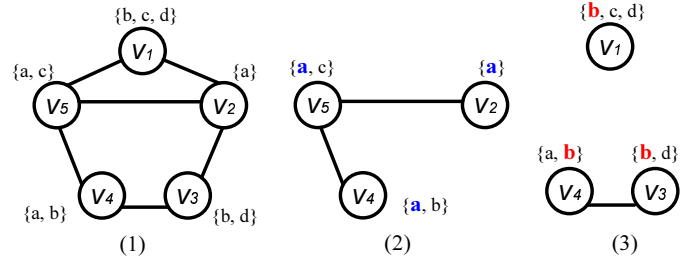 {b, c, d}
V1
{a, c}
{a}
V5
V2
V4
V3
{a, b}
{b, d}
(1)
{a, c}
{a}
V5
V2
V4
{a, b}
(2)
{b, c, d}
V1
{a, b}
{b, d}
V4
V3
(3)